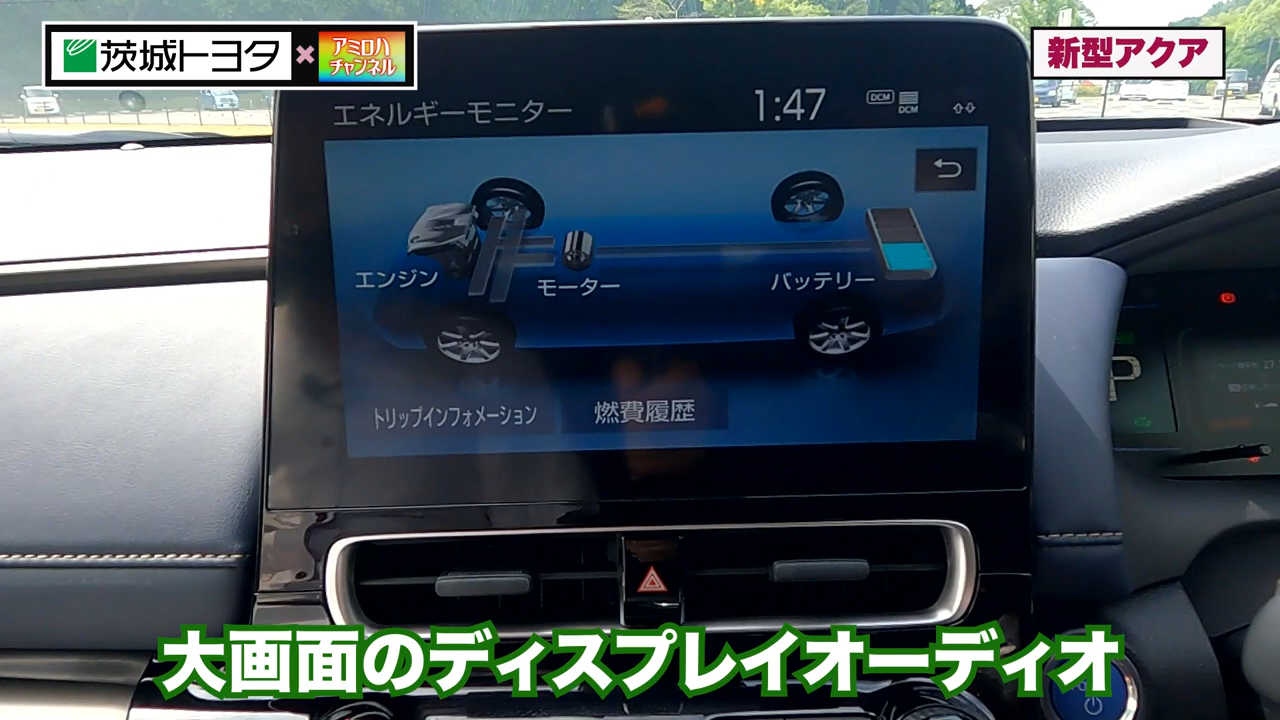 茨城トヨタ×アミロハチャンネル
新型アクア
エネルギーモニター 1:47 DCM DCM
エンジン モーター バッテリー
トリップインフォメーション 燃費履歴
P
大画面のディスプレイオーディオ